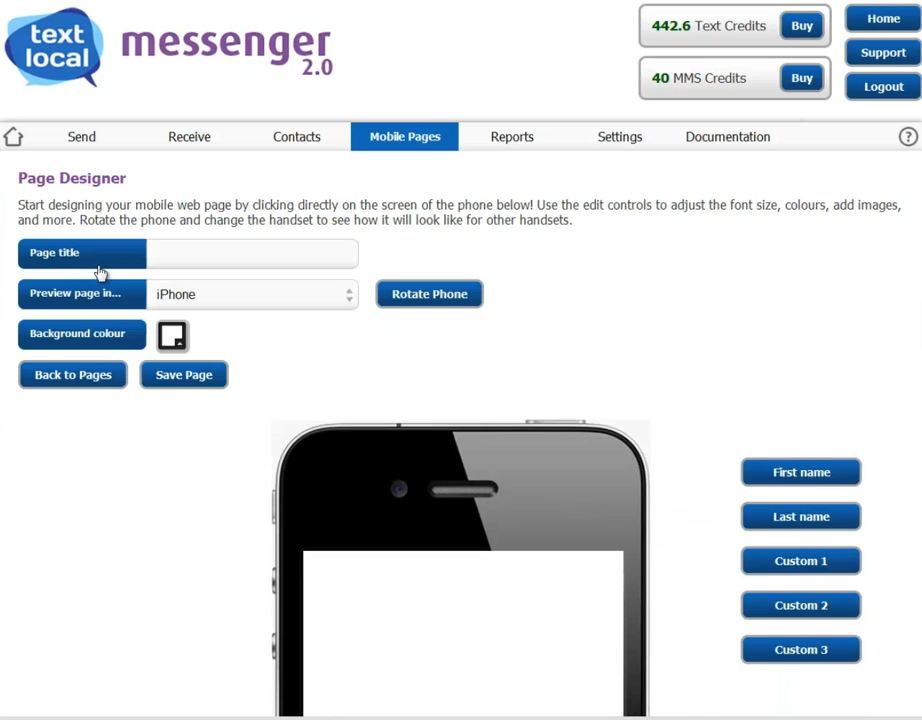 text
local
messenger
2.0
442.6 Text Credits
Buy
40 MMS Credits
Buy
Home
Support
Logout
Send
Receive
Contacts
Mobile Pages
Reports
Settings
Documentation
?
Page Designer
Start designing your mobile web page by clicking directly on the screen of the phone below! Use the edit controls to adjust the font size, colours, add images,
and more. Rotate the phone and change the handset to see how it will look like for other handsets.
Page title
Preview page in...
iPhone
Rotate Phone
Background colour
Back to Pages
Save Page
First name
Last name
Custom 1
Custom 2
Custom 3